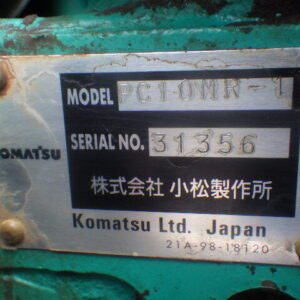 MODEL PC10MR-1
SERIAL NO. 31356
KOMATSU
株式会社 小松製作所
Komatsu Ltd. Japan
21A-98-18120